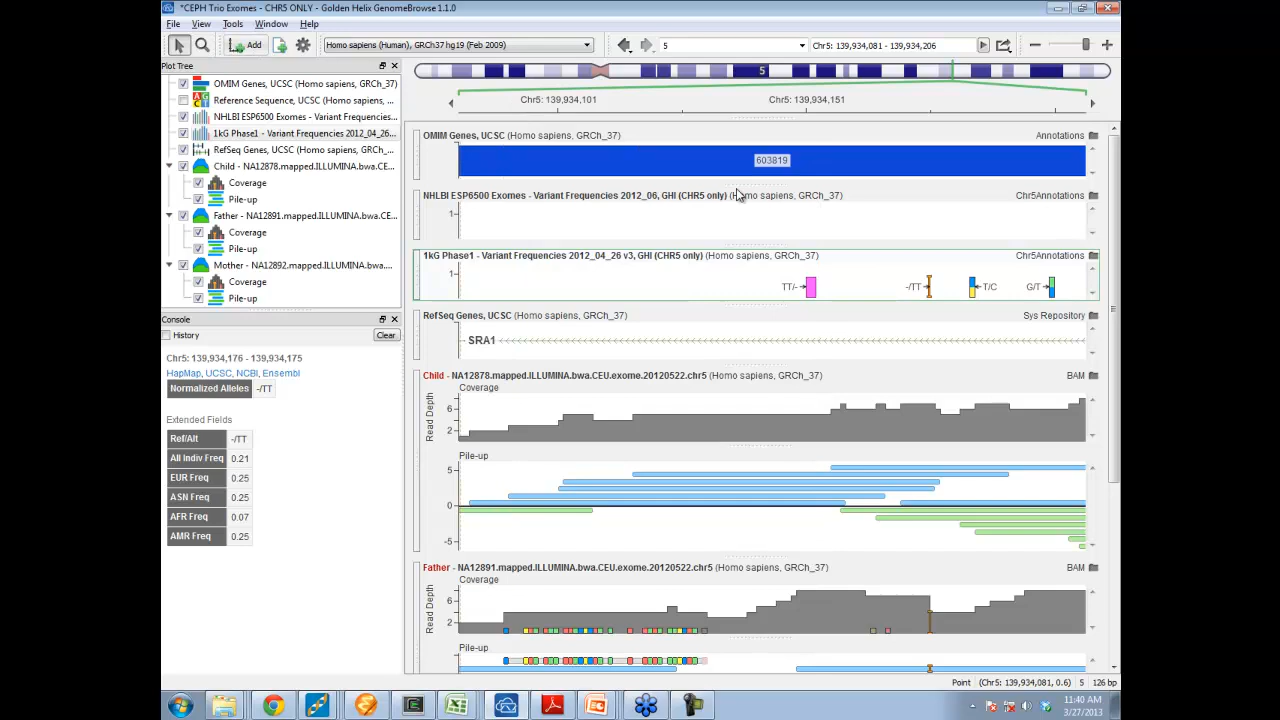 *CEPH Trio Exomes - CHR5 ONLY - Golden Helix GenomeBrowse 1.1.0
File View Tools Window Help
Add
Homo sapiens (Human), GRCh37 hg19 (Feb 2009)
5
Chr5: 139,934,081 - 139,934,206
Plot Tree
OMIM Genes, UCSC (Homo sapiens, GRCh_37)
Reference Sequence, UCSC (Homo sapiens, ...
NHLBI ESP6500 Exomes - Variant Frequencies ...
1kG Phase1 - Variant Frequencies 2012_04_26...
RefSeq Genes, UCSC (Homo sapiens, GRCh_...
Child - NA12878.mapped.ILLUMINA.bwa.CE...
Coverage
Pile-up
Father - NA12891.mapped.ILLUMINA.bwa.C...
Coverage
Pile-up
Mother - NA12892.mapped.ILLUMINA.bwa....
Coverage
Pile-up
Console
History
Clear
Chr5: 139,934,176 - 139,934,175
HapMap, UCSC, NCBI, Ensembl
Normalized Alleles -/TT
Extended Fields
Ref/Alt -/TT
All Indiv Freq 0.21
EUR Freq 0.25
ASN Freq 0.25
AFR Freq 0.07
AMR Freq 0.25
5
Chr5: 139,934,101
Chr5: 139,934,151
OMIM Genes, UCSC (Homo sapiens, GRCh_37)
Annotations
603819
NHLBI ESP6500 Exomes - Variant Frequencies 2012_06, GHI (CHR5 only) (Homo sapiens, GRCh_37)
Chr5Annotations
1
1kG Phase1 - Variant Frequencies 2012_04_26 v3, GHI (CHR5 only) (Homo sapiens, GRCh_37)
Chr5Annotations
1
TT/-
-/TT
T/C
G/T
RefSeq Genes, UCSC (Homo sapiens, GRCh_37)
Sys Repository
SRA1
Child - NA12878.mapped.ILLUMINA.bwa.CEU.exome.20120522.chr5 (Homo sapiens, GRCh_37)
BAM
Coverage
Read Depth
6
2
Pile-up
5
0
-5
Father - NA12891.mapped.ILLUMINA.bwa.CEU.exome.20120522.chr5 (Homo sapiens, GRCh_37)
BAM
Coverage
Read Depth
6
2
Pile-up
Point (Chr5: 139,934,081, 0.6) 5 126 bp
11:40 AM
3/27/2013